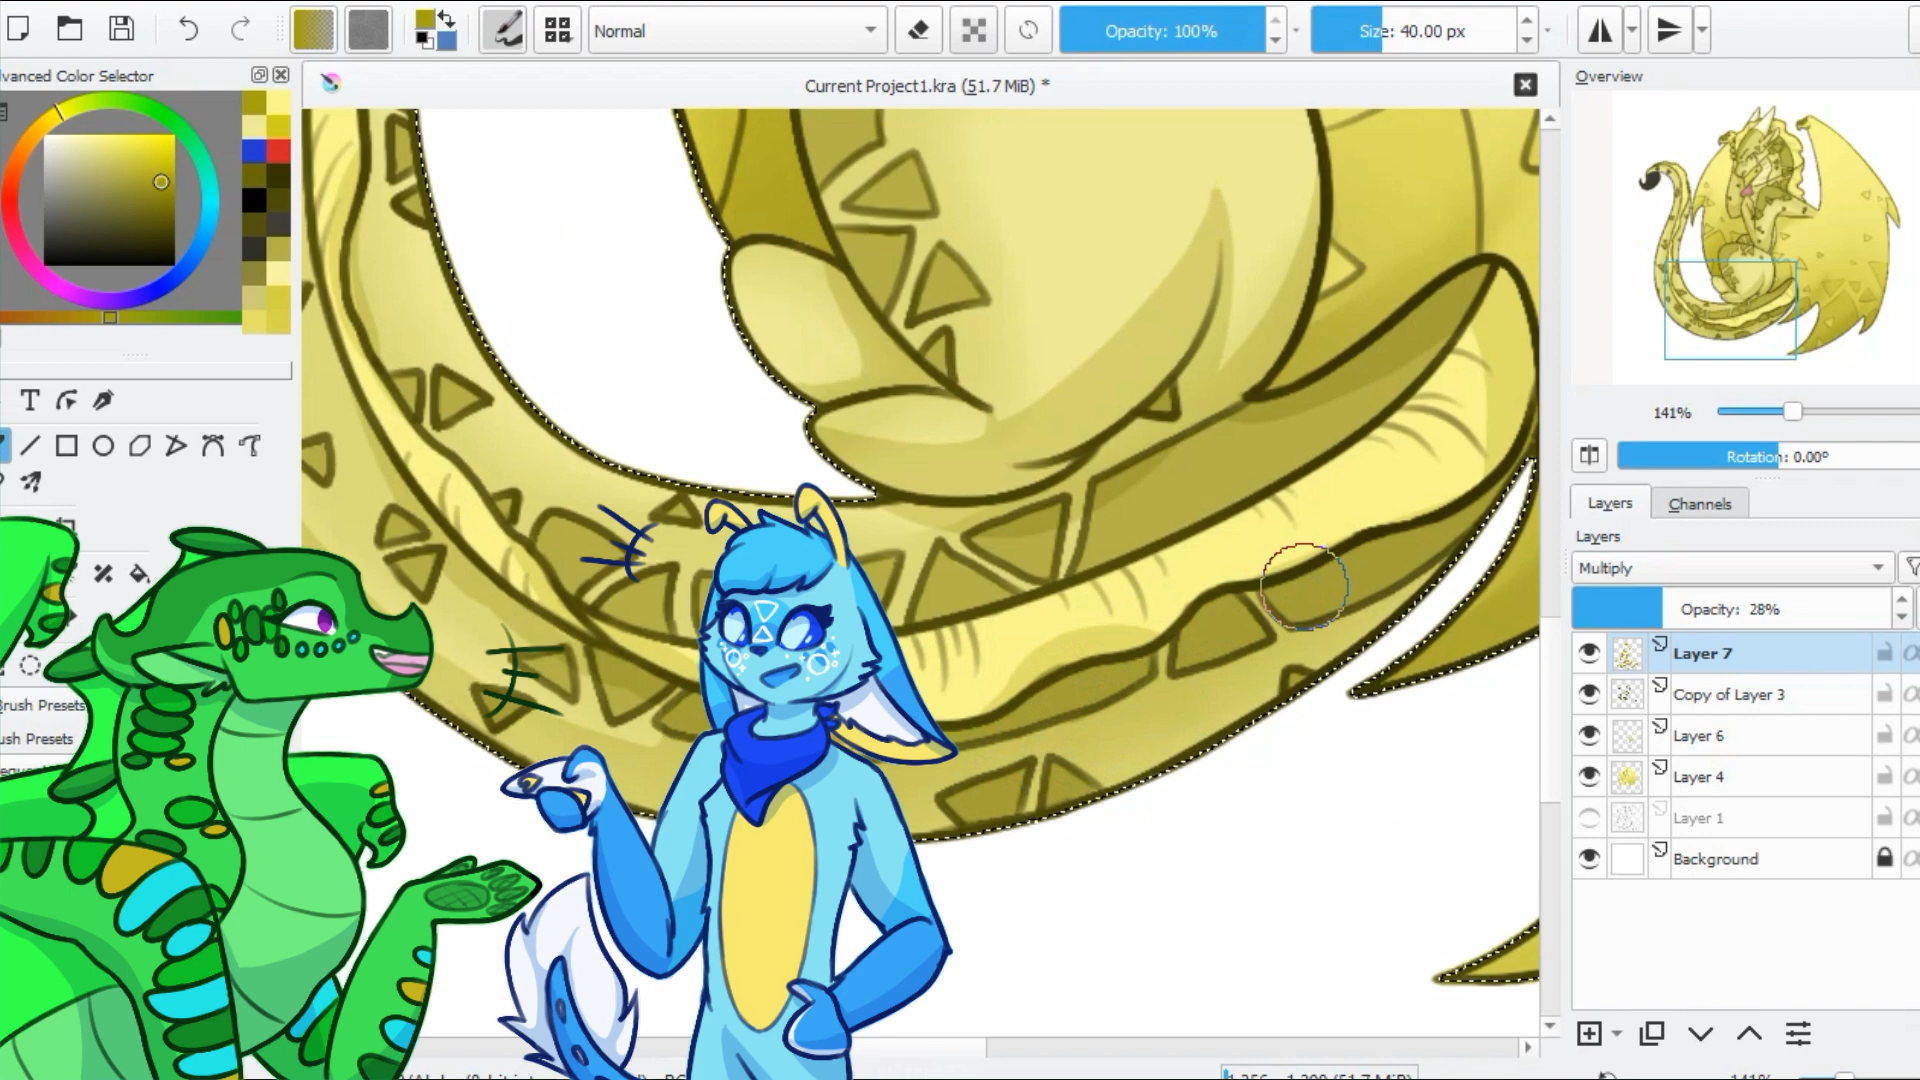 Normal
Opacity: 100%
Size: 40.00 px
vanced Color Selector
Current Project1.kra (51.7 MiB) *
Overview
141%
Rotation: 0.00°
Layers
Channels
Layers
Multiply
Opacity: 28%
Layer 7
Copy of Layer 3
Layer 6
Layer 4
Layer 1
Background
Brush Presets
ush Presets